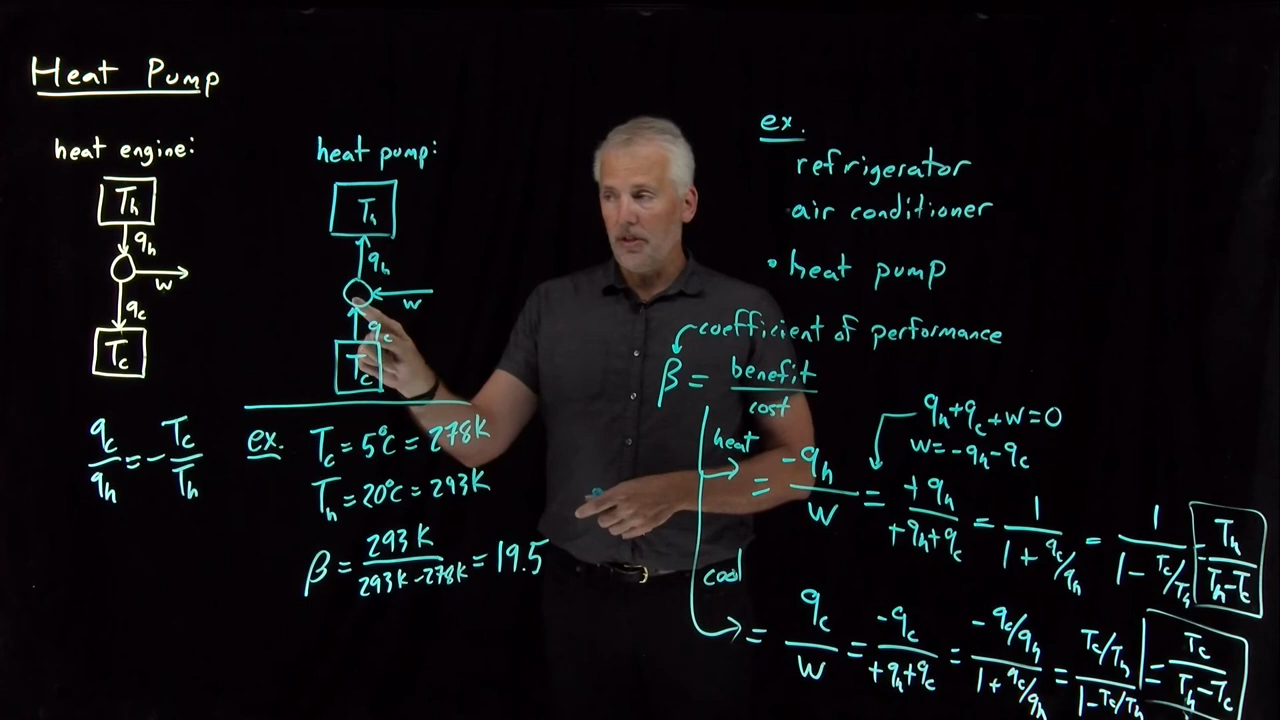 Heat Pump
heat engine:
Th
qh
w
qc
Tc
qc/qh = -Tc/Th
heat pump:
Th
qh
w
qc
Tc
ex. Tc = 5°C = 278K
Th = 20°C = 293K
β = 293K / (293K - 278K) = 19.5
ex.
refrigerator
air conditioner
• heat pump
coefficient of performance
β = benefit/cost
qh + qc + w = 0
w = -qh - qc
heat
= -qh/w = +qh/(+qh + qc) = 1/(1 + qc/qh) = 1/(1 - Tc/Th) = Th/(Th - Tc)
cool
= qc/w = -qc/(+qh + qc) = (-qc/qh)/(1 + qc/qh) = (Tc/Th)/(1 - Tc/Th) = Tc/(Th - Tc)